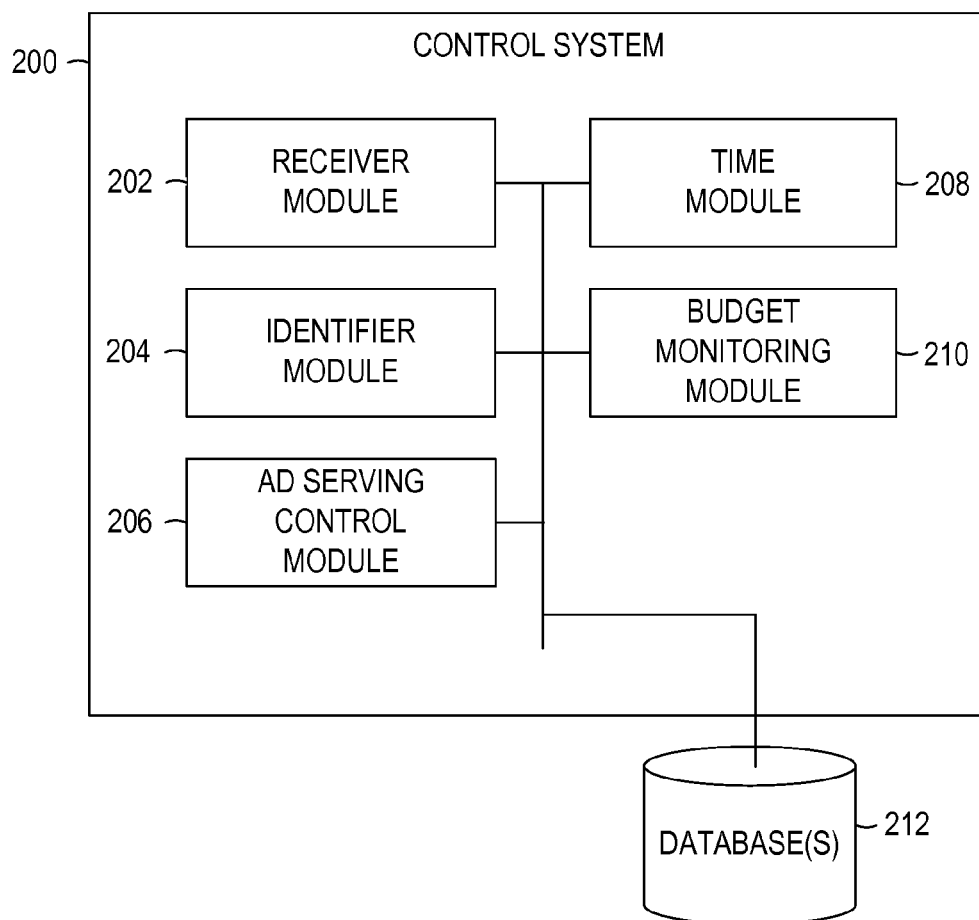 CONTROL SYSTEM
200
RECEIVER
MODULE
202
TIME
MODULE
208
IDENTIFIER
MODULE
204
BUDGET
MONITORING
MODULE
210
AD SERVING
CONTROL
MODULE
206
DATABASE(S)
212